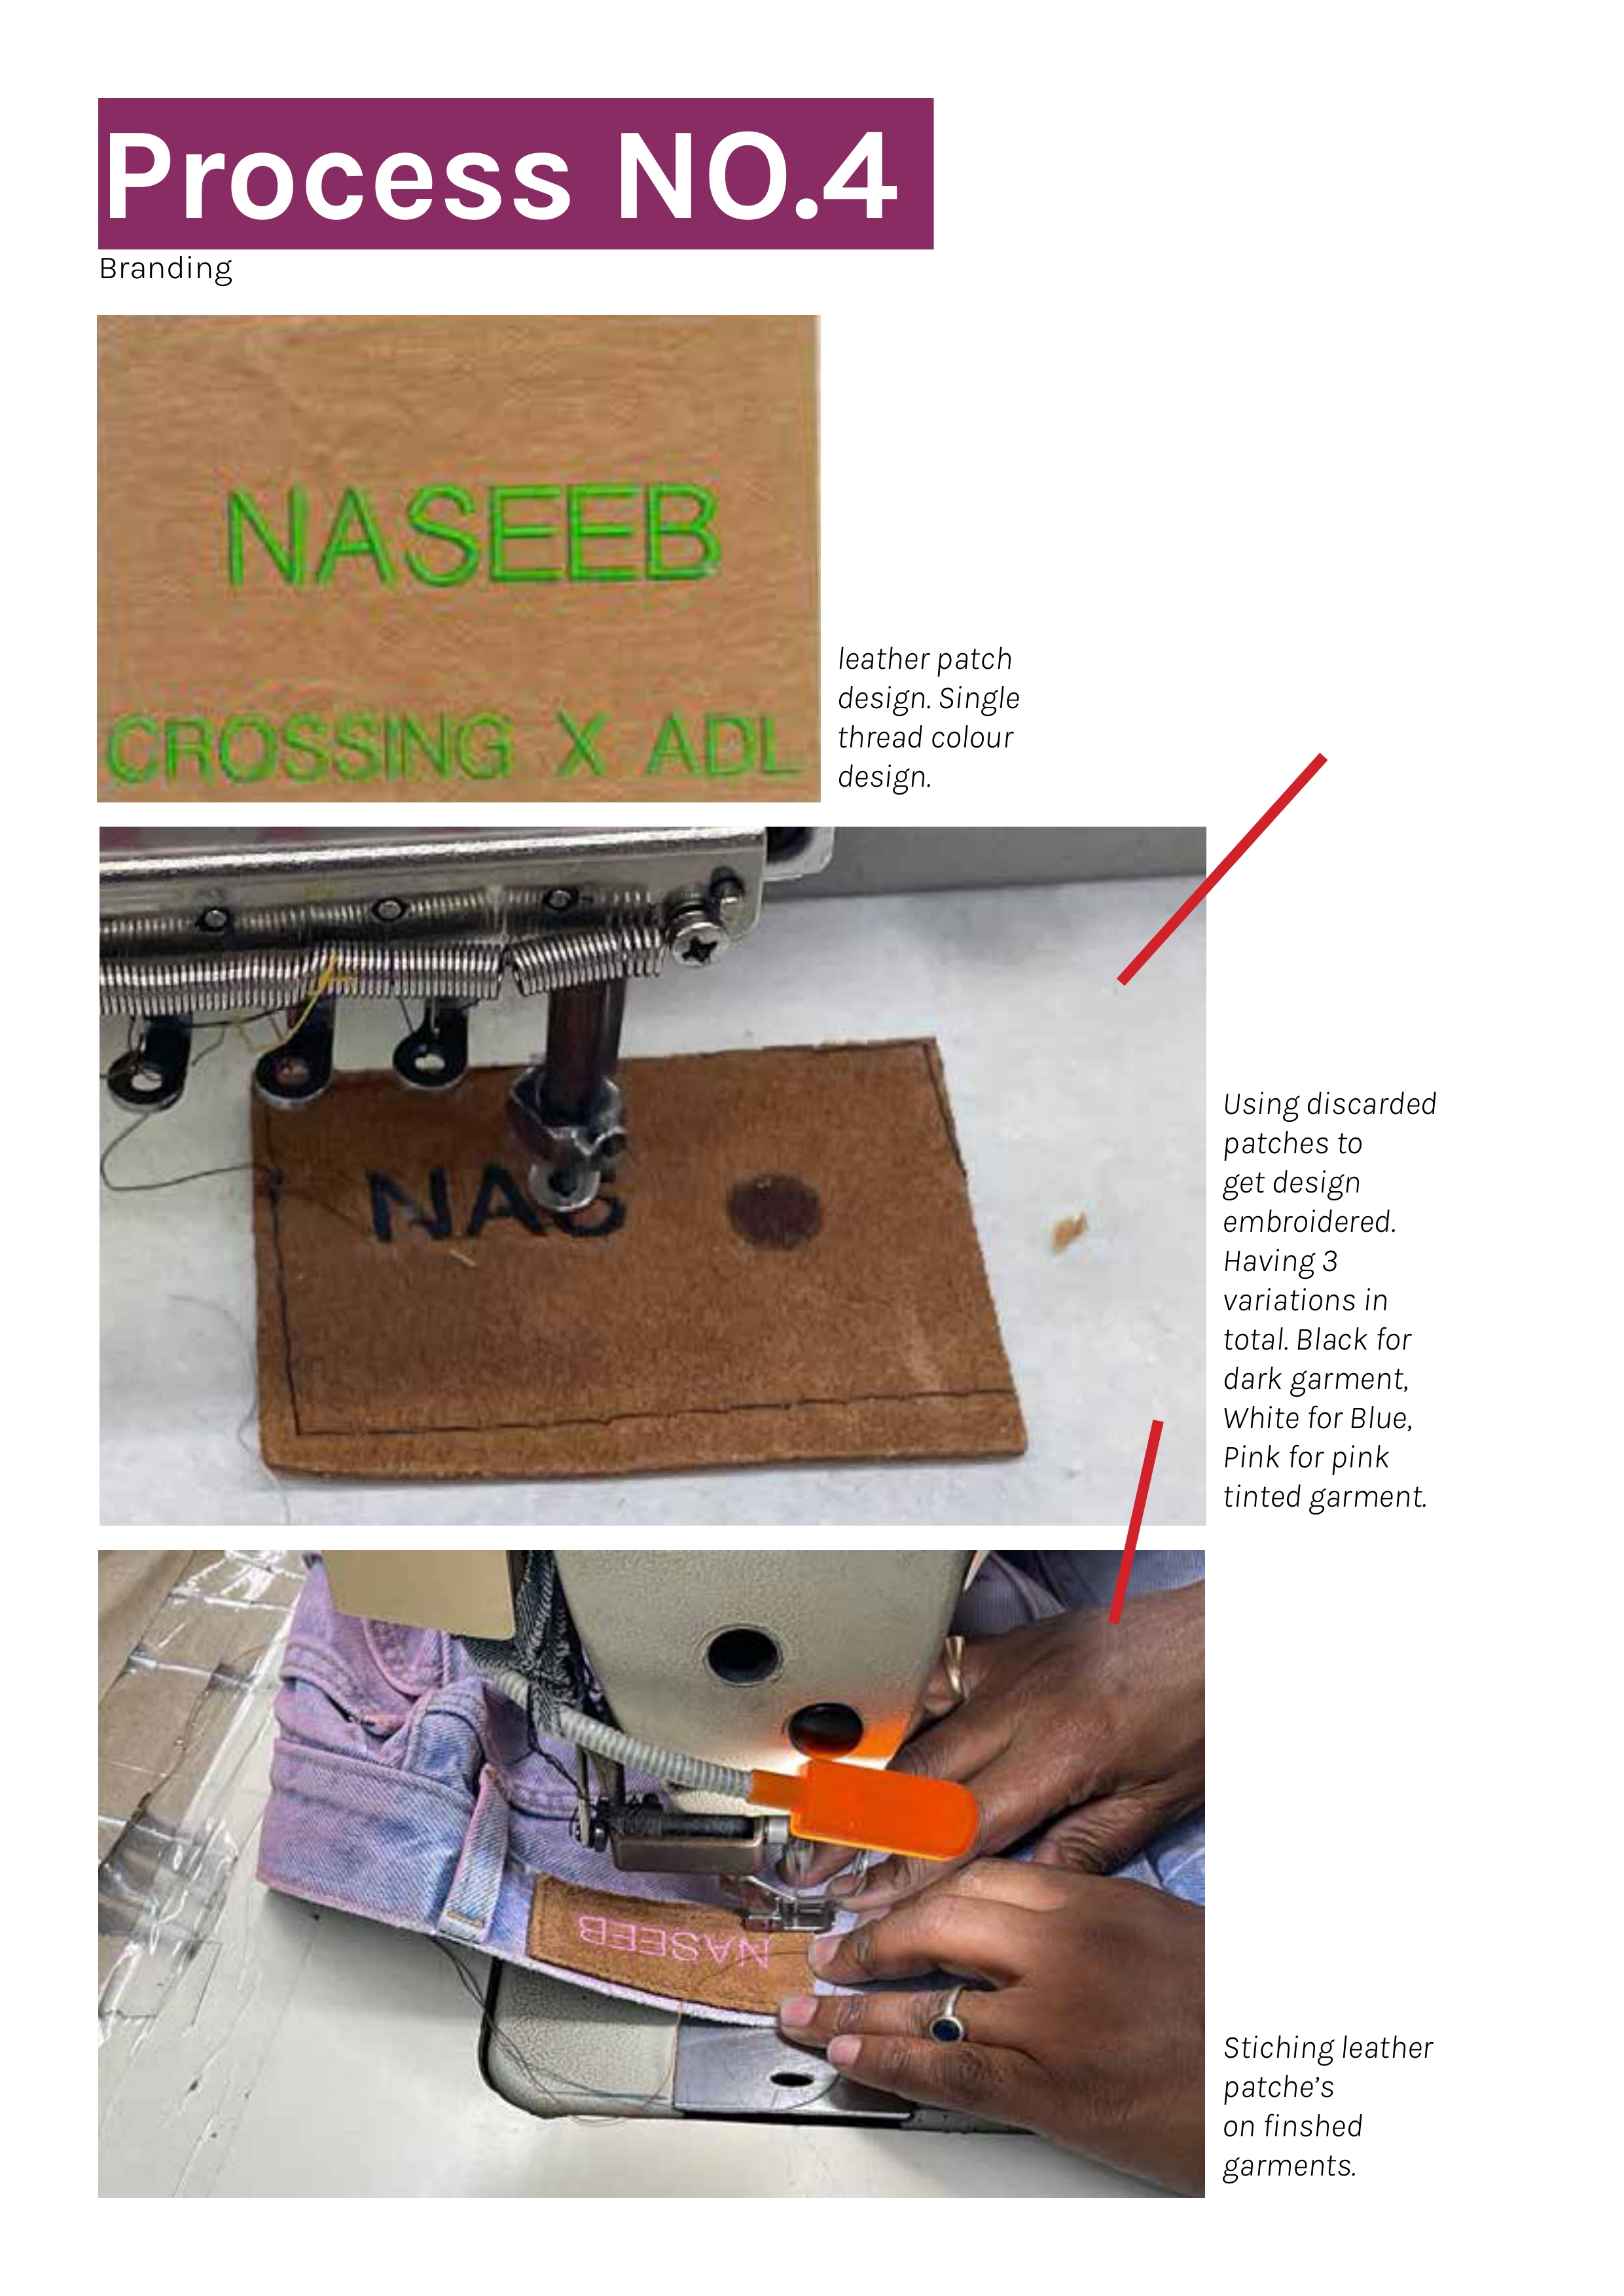 Process NO.4
Branding
NASEEB
CROSSING X ADL
leather patch
design. Single
thread colour
design.
NAS
Using discarded
patches to
get design
embroidered.
Having 3
variations in
total. Black for
dark garment,
White for Blue,
Pink for pink
tinted garment.
NASEEB
Stiching leather
patche’s
on finshed
garments.